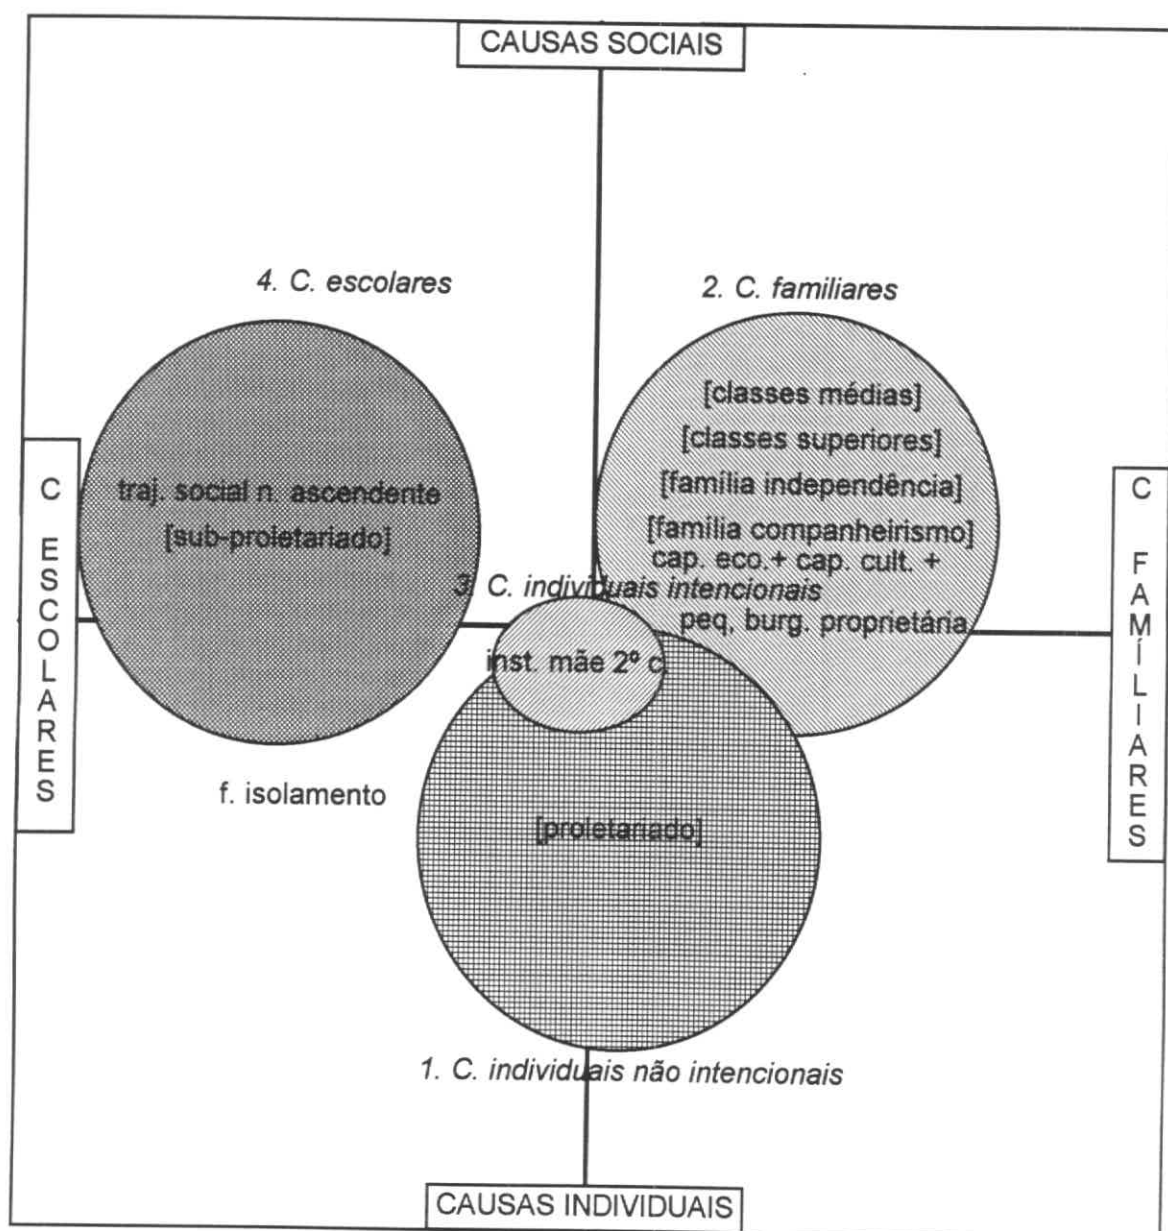 CAUSAS SOCIAIS
4. C. escolares
2. C. familiares
[classes médias]
[classes superiores]
[família independência]
[família companheirismo]
cap. eco.+ cap. cult. +
peq, burg. proprietária
traj. social n. ascendente
[sub-proletariado]
C ESCOLARES
C FAMÍLIARES
3. C. individuais intencionais
inst. mãe 2º c.
f. isolamento
[proletariado]
1. C. individuais não intencionais
CAUSAS INDIVIDUAIS